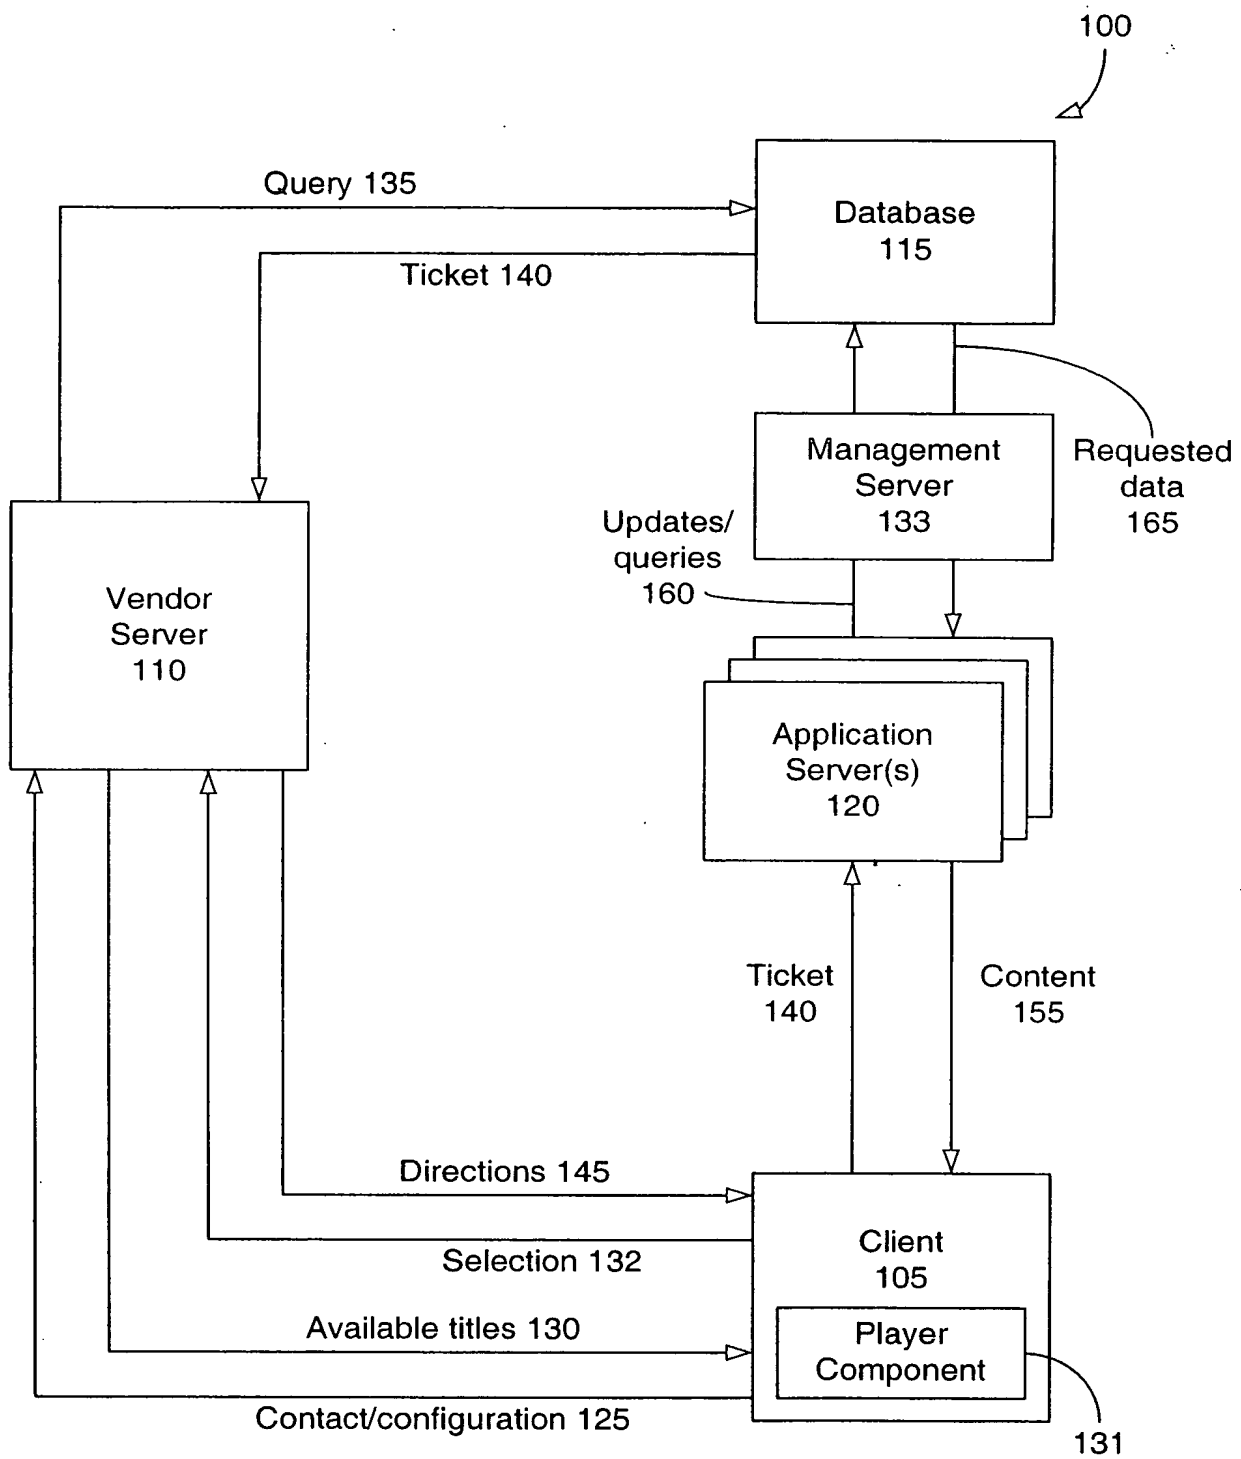 100
Query 135
Database
115
Ticket 140
Management
Server
133
Requested
data
165
Updates/
queries
160
Vendor
Server
110
Application
Server(s)
120
Ticket
140
Content
155
Directions 145
Client
105
Selection 132
Available titles 130
Player
Component
Contact/configuration 125
131